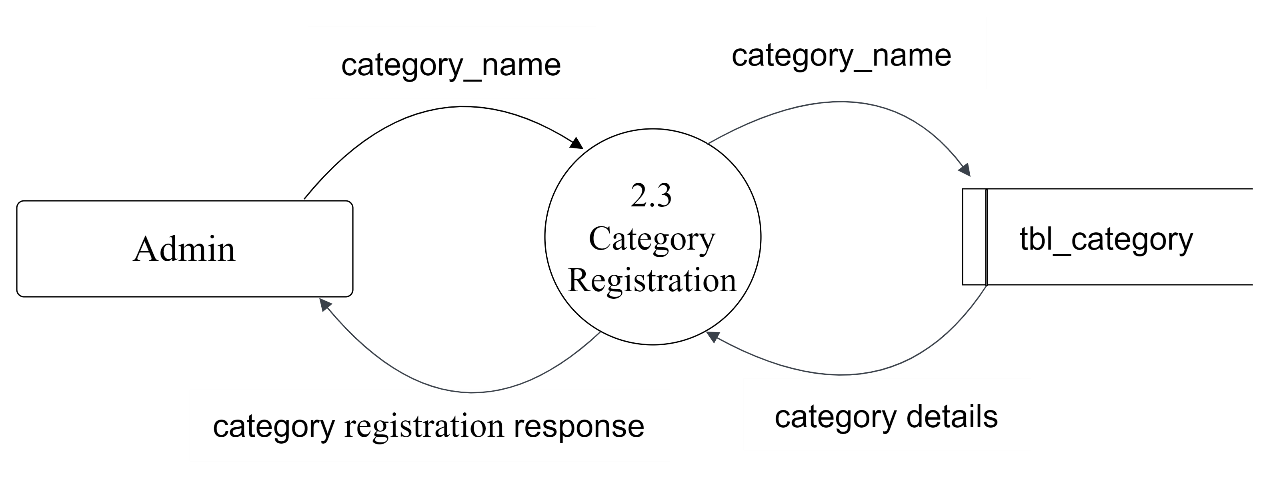 category_name
category_name
Admin
2.3
Category
Registration
tbl_category
category registration response
category details